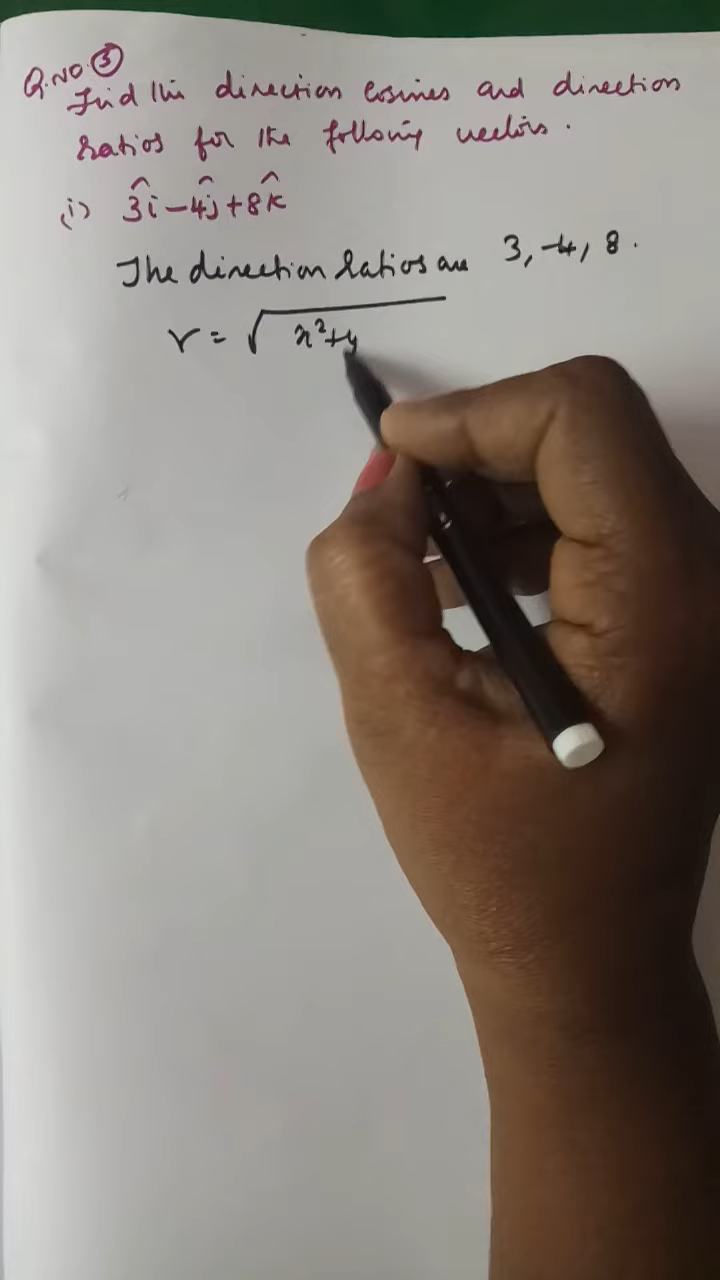 Q.NO. ③
Find the direction cosines and direction
ratios for the following vectors.
(i) 3î - 4ĵ + 8k̂
The direction ratios are 3, -4, 8.
r = √x²+y